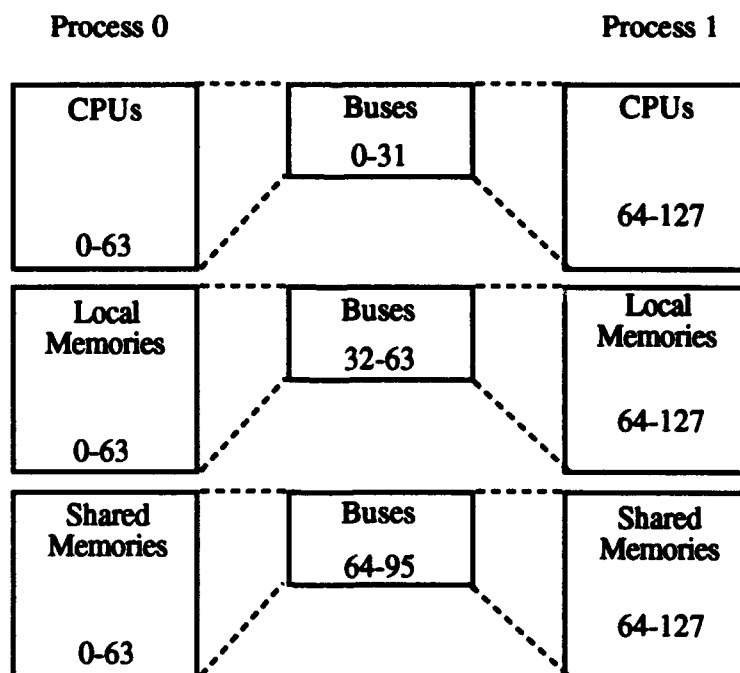 Process 0
Process 1
CPUs
0-63
Buses
0-31
CPUs
64-127
Local
Memories
0-63
Buses
32-63
Local
Memories
64-127
Shared
Memories
0-63
Buses
64-95
Shared
Memories
64-127